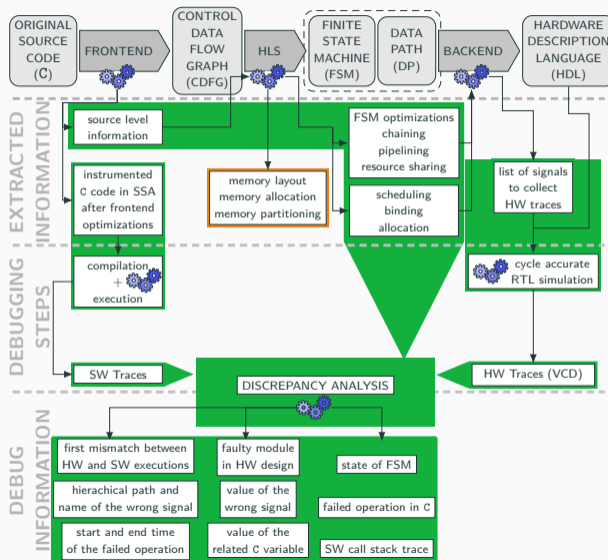 ORIGINAL
SOURCE
CODE (C)
FRONTEND
CONTROL
DATA
FLOW
GRAPH (CDFG)
HLS
FINITE
STATE
MACHINE
(FSM)
DATA
PATH
(DP)
BACKEND
HARDWARE
DESCRIPTION
LANGUAGE
(HDL)
EXTRACTED
INFORMATION
source level
information
instrumented
C code in SSA
after frontend
optimizations
memory layout
memory allocation
memory partitioning
FSM optimizations
chaining
pipelining
resource sharing
scheduling
binding
allocation
list of signals
to collect
HW traces
DEBUGGING
STEPS
compilation
+
execution
cycle accurate
RTL simulation
SW Traces
HW Traces (VCD)
DISCREPANCY ANALYSIS
DEBUG
INFORMATION
first mismatch between
HW and SW executions
faulty module
in HW design
state of FSM
hierachical path and
name of the wrong signal
value of the
wrong signal
failed operation in C
start and end time
of the failed operation
value of the
related C variable
SW call stack trace